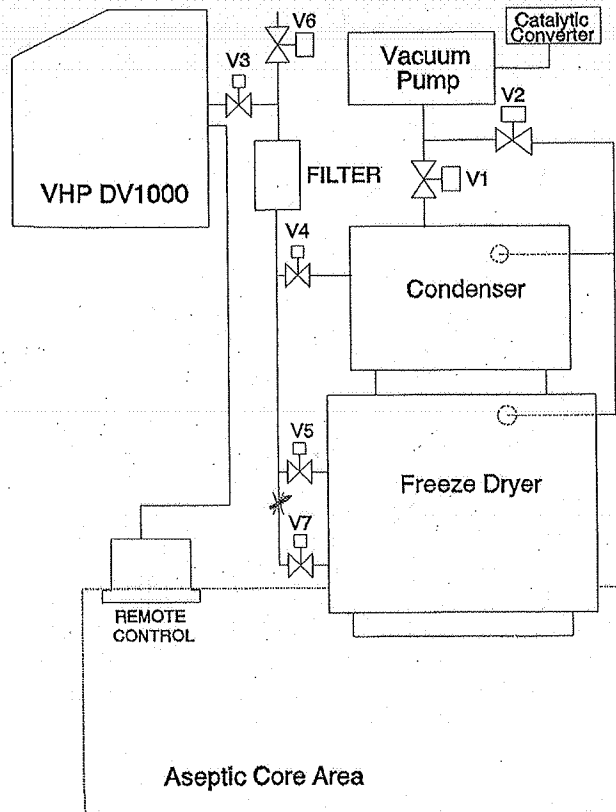 V6
Catalytic
Converter
Vacuum
Pump
V3
V2
VHP DV1000
FILTER
V1
V4
Condenser
V5
Freeze Dryer
V7
REMOTE
CONTROL
Aseptic Core Area